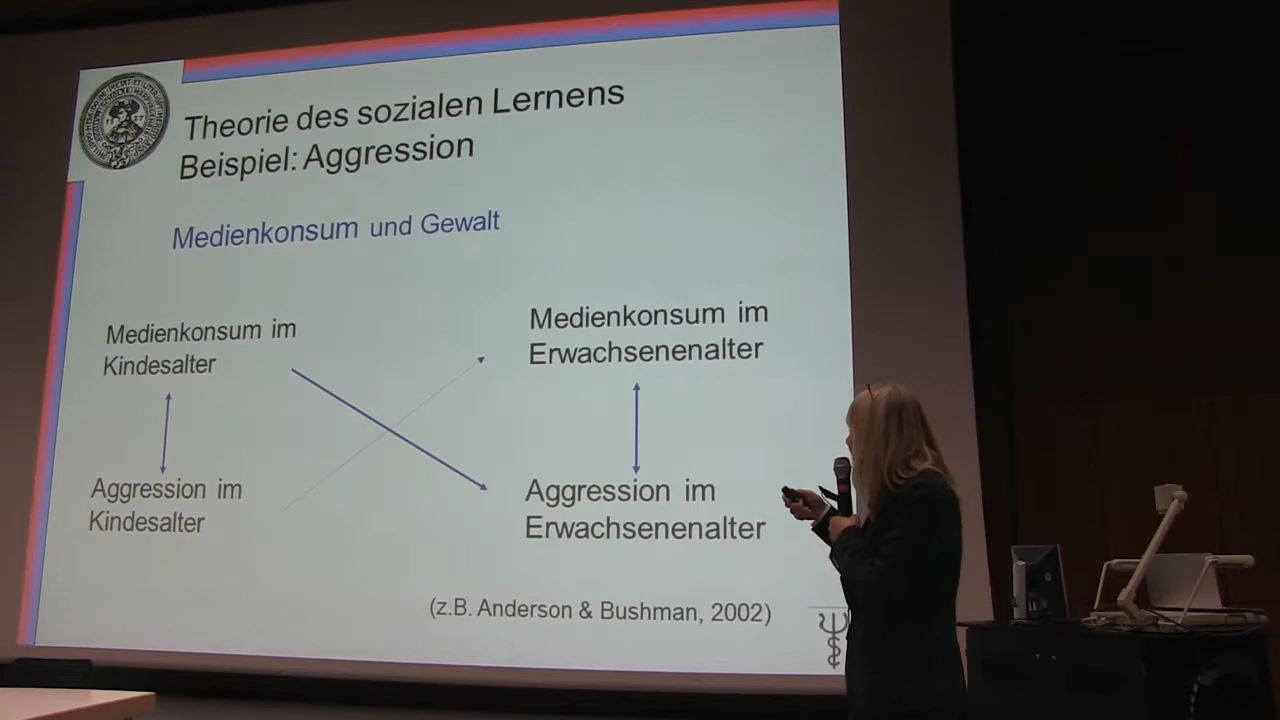 Theorie des sozialen Lernens
Beispiel: Aggression
Medienkonsum und Gewalt
Medienkonsum im
Kindesalter
Medienkonsum im
Erwachsenenalter
Aggression im
Kindesalter
Aggression im
Erwachsenenalter
(z.B. Anderson & Bushman, 2002)